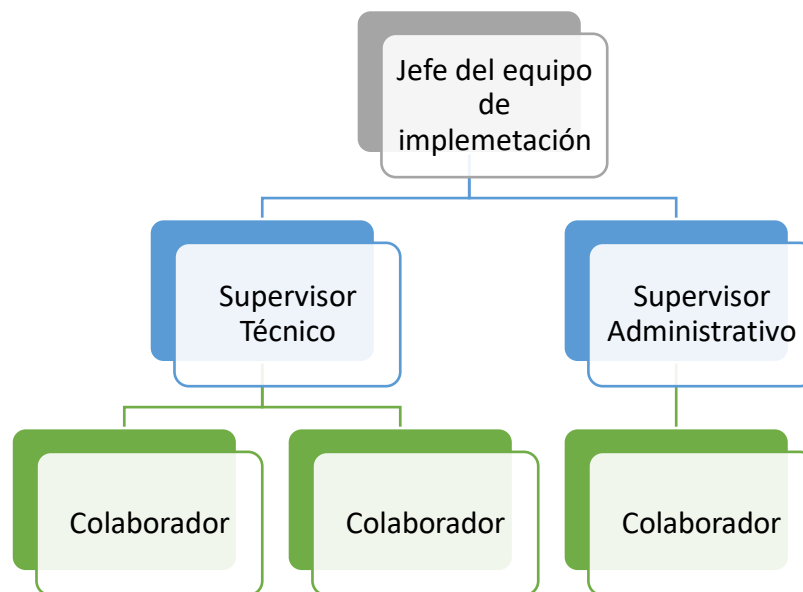 Jefe del equipo
de
implemetación
Supervisor
Técnico
Supervisor
Administrativo
Colaborador
Colaborador
Colaborador